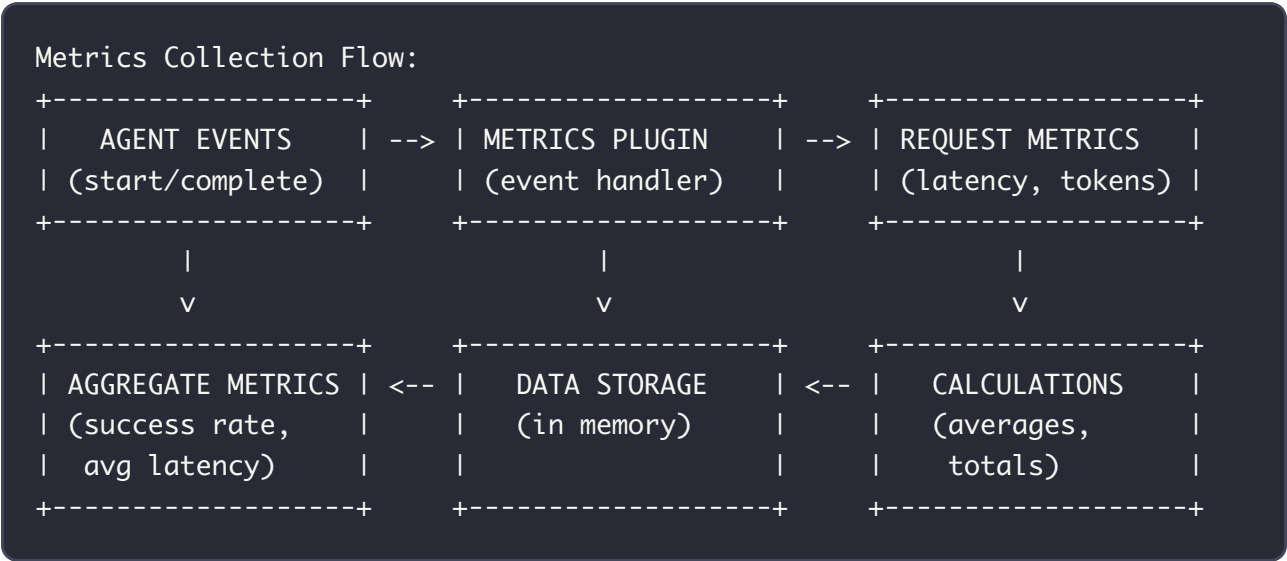 Metrics Collection Flow:
+-------------------+     +-------------------+     +-------------------+
|   AGENT EVENTS    | --> | METRICS PLUGIN    | --> | REQUEST METRICS   |
| (start/complete)  |     | (event handler)   |     | (latency, tokens) |
+-------------------+     +-------------------+     +-------------------+
         |                         |                         |
         v                         v                         v
+-------------------+     +-------------------+     +-------------------+
| AGGREGATE METRICS | <-- |   DATA STORAGE    | <-- |   CALCULATIONS    |
| (success rate,    |     |   (in memory)     |     |   (averages,      |
|  avg latency)     |     |                   |     |    totals)        |
+-------------------+     +-------------------+     +-------------------+